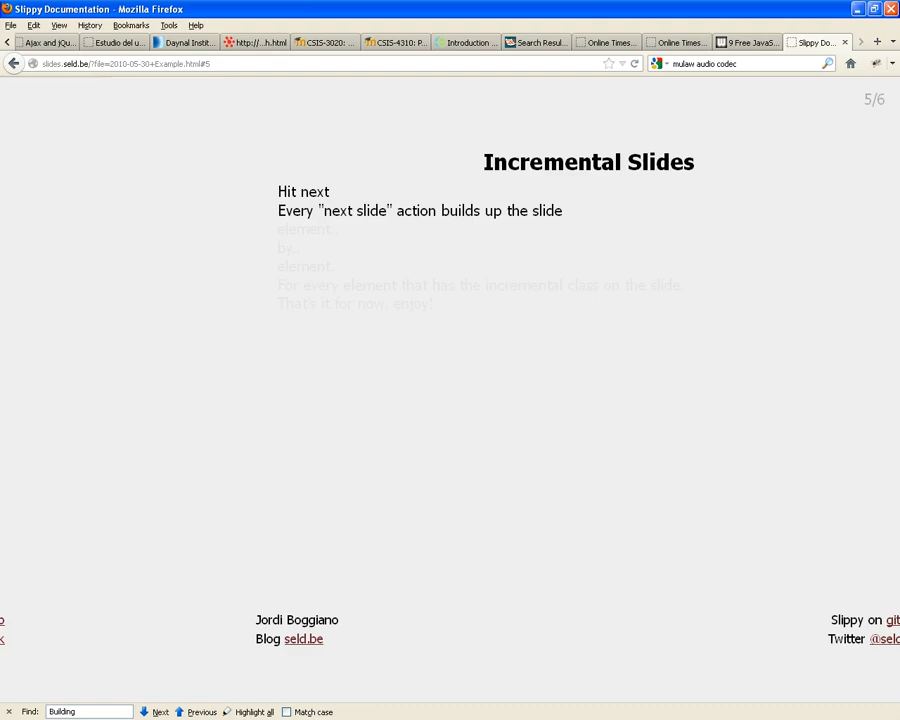 Slippy Documentation - Mozilla Firefox
File Edit View History Bookmarks Tools Help
Ajax and jQu... Estudio del u... Daynal Instit... http://...h.html CSIS-3020: ... CSIS-4310: P... Introduction ... Search Resul... Online Times... Online Times... 9 Free JavaS... Slippy Do...
slides.seld.be/?file=2010-05-30+Example.html#5 mulaw audio codec
5/6
Incremental Slides
Hit next
Every "next slide" action builds up the slide
element..
by..
element.
For every element that has the incremental class on the slide.
That's it for now, enjoy!
Jordi Boggiano Slippy on git
Blog seld.be Twitter @seld
Find: Building Next Previous Highlight all Match case